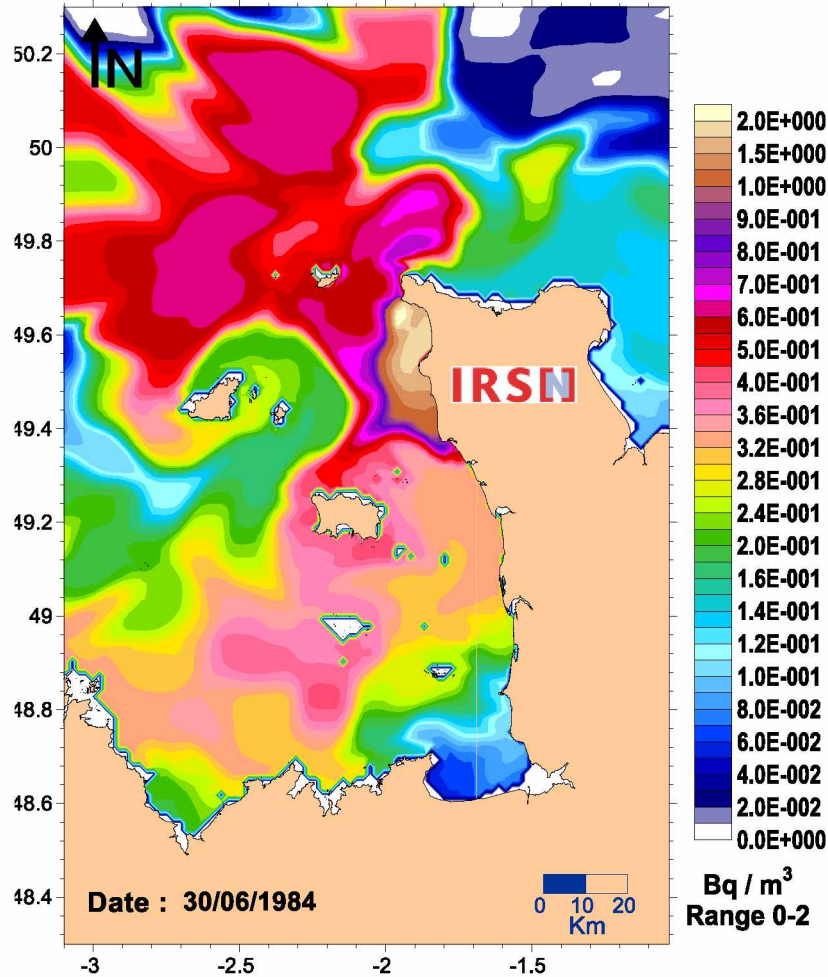 N
50.2
50
49.8
49.6
49.4
49.2
49
48.8
48.6
48.4
-3
-2.5
-2
-1.5
IRSN
Date : 30/06/1984
0 10 20
Km
2.0E+000
1.5E+000
1.0E+000
9.0E-001
8.0E-001
7.0E-001
6.0E-001
5.0E-001
4.0E-001
3.6E-001
3.2E-001
2.8E-001
2.4E-001
2.0E-001
1.6E-001
1.4E-001
1.2E-001
1.0E-001
8.0E-002
6.0E-002
4.0E-002
2.0E-002
0.0E+000
Bq / m³
Range 0-2